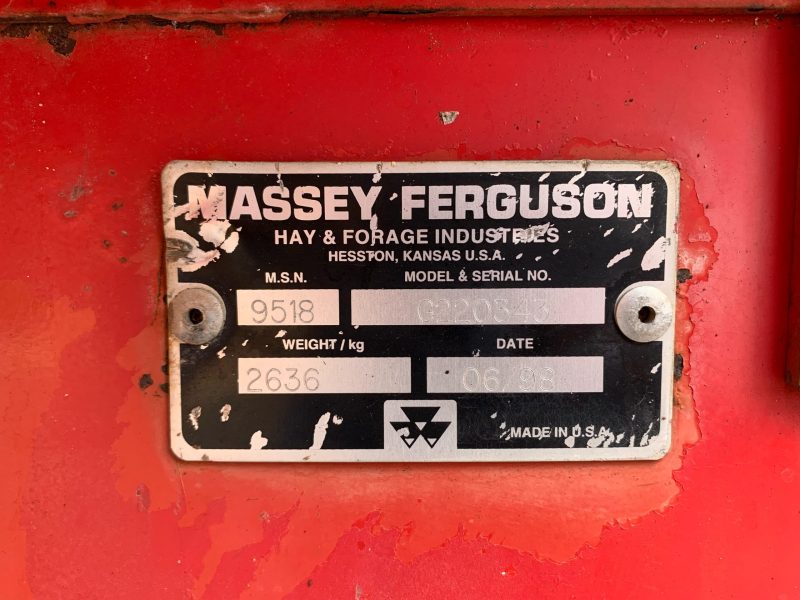 MASSEY FERGUSON
HAY & FORAGE INDUSTRIES
HESSTON, KANSAS U.S.A.
M.S.N. MODEL & SERIAL NO.
9518 G220343
WEIGHT / kg DATE
2636 06/98
MADE IN U.S.A.